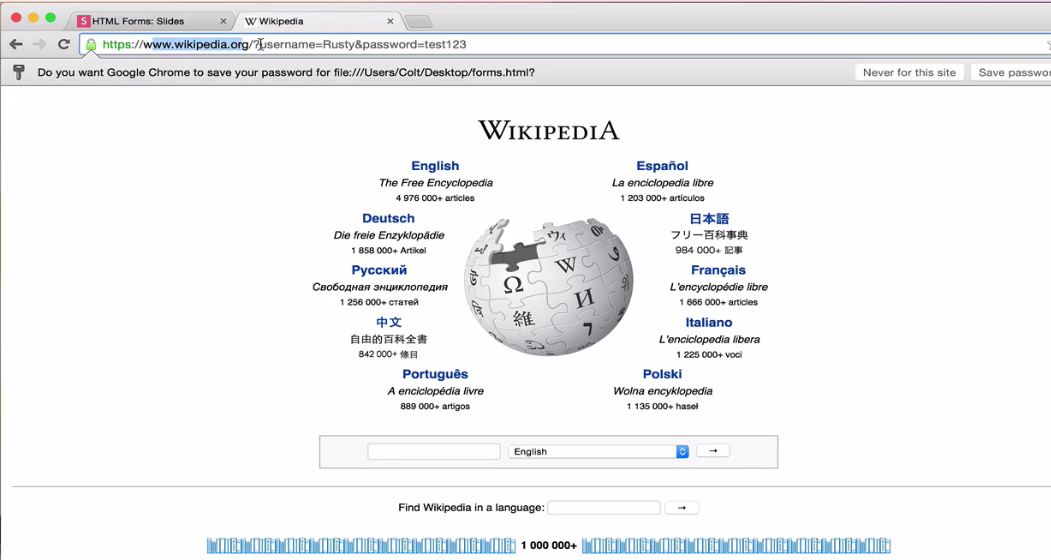 HTML Forms: Slides
Wikipedia
https://www.wikipedia.org/?username=Rusty&password=test123
Do you want Google Chrome to save your password for file:///Users/Colt/Desktop/forms.html?
Never for this site
Save passwo
WIKIPEDIA
English
The Free Encyclopedia
4 976 000+ articles
Español
La enciclopedia libre
1 203 000+ artículos
Deutsch
Die freie Enzyklopädie
1 858 000+ Artikel
日本語
フリー百科事典
984 000+ 記事
Русский
Свободная энциклопедия
1 256 000+ статей
Français
L'encyclopédie libre
1 666 000+ articles
中文
自由的百科全書
842 000+ 條目
Italiano
L'enciclopedia libera
1 225 000+ voci
Português
A enciclopédia livre
889 000+ artigos
Polski
Wolna encyklopedia
1 135 000+ haseł
Ω
W
И
維
ウィ
7
English
→
Find Wikipedia in a language:
→
1 000 000+